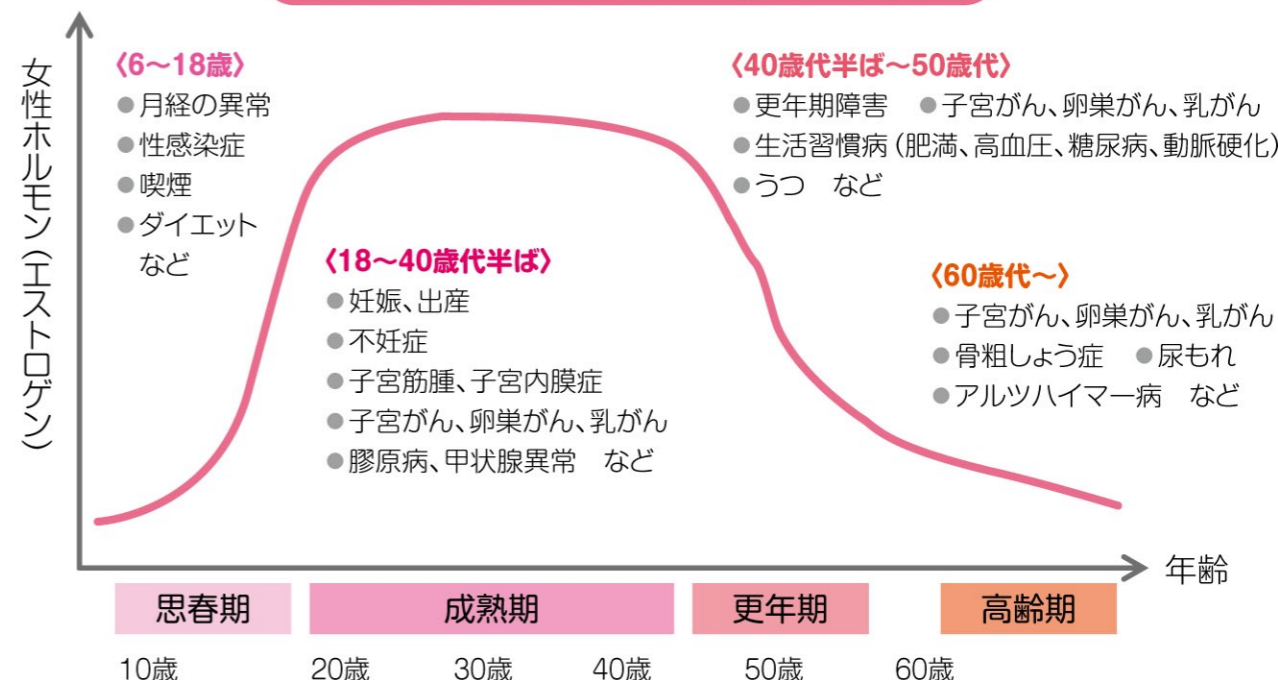 女性ホルモン（エストロゲン）
〈6〜18歳〉
●月経の異常
●性感染症
●喫煙
●ダイエット
など
〈18〜40歳代半ば〉
●妊娠、出産
●不妊症
●子宮筋腫、子宮内膜症
●子宮がん、卵巣がん、乳がん
●膠原病、甲状腺異常　など
〈40歳代半ば〜50歳代〉
●更年期障害　●子宮がん、卵巣がん、乳がん
●生活習慣病（肥満、高血圧、糖尿病、動脈硬化）
●うつ　など
〈60歳代〜〉
●子宮がん、卵巣がん、乳がん
●骨粗しょう症　●尿もれ
●アルツハイマー病　など
年齢
思春期　成熟期　更年期　高齢期
10歳　20歳　30歳　40歳　50歳　60歳